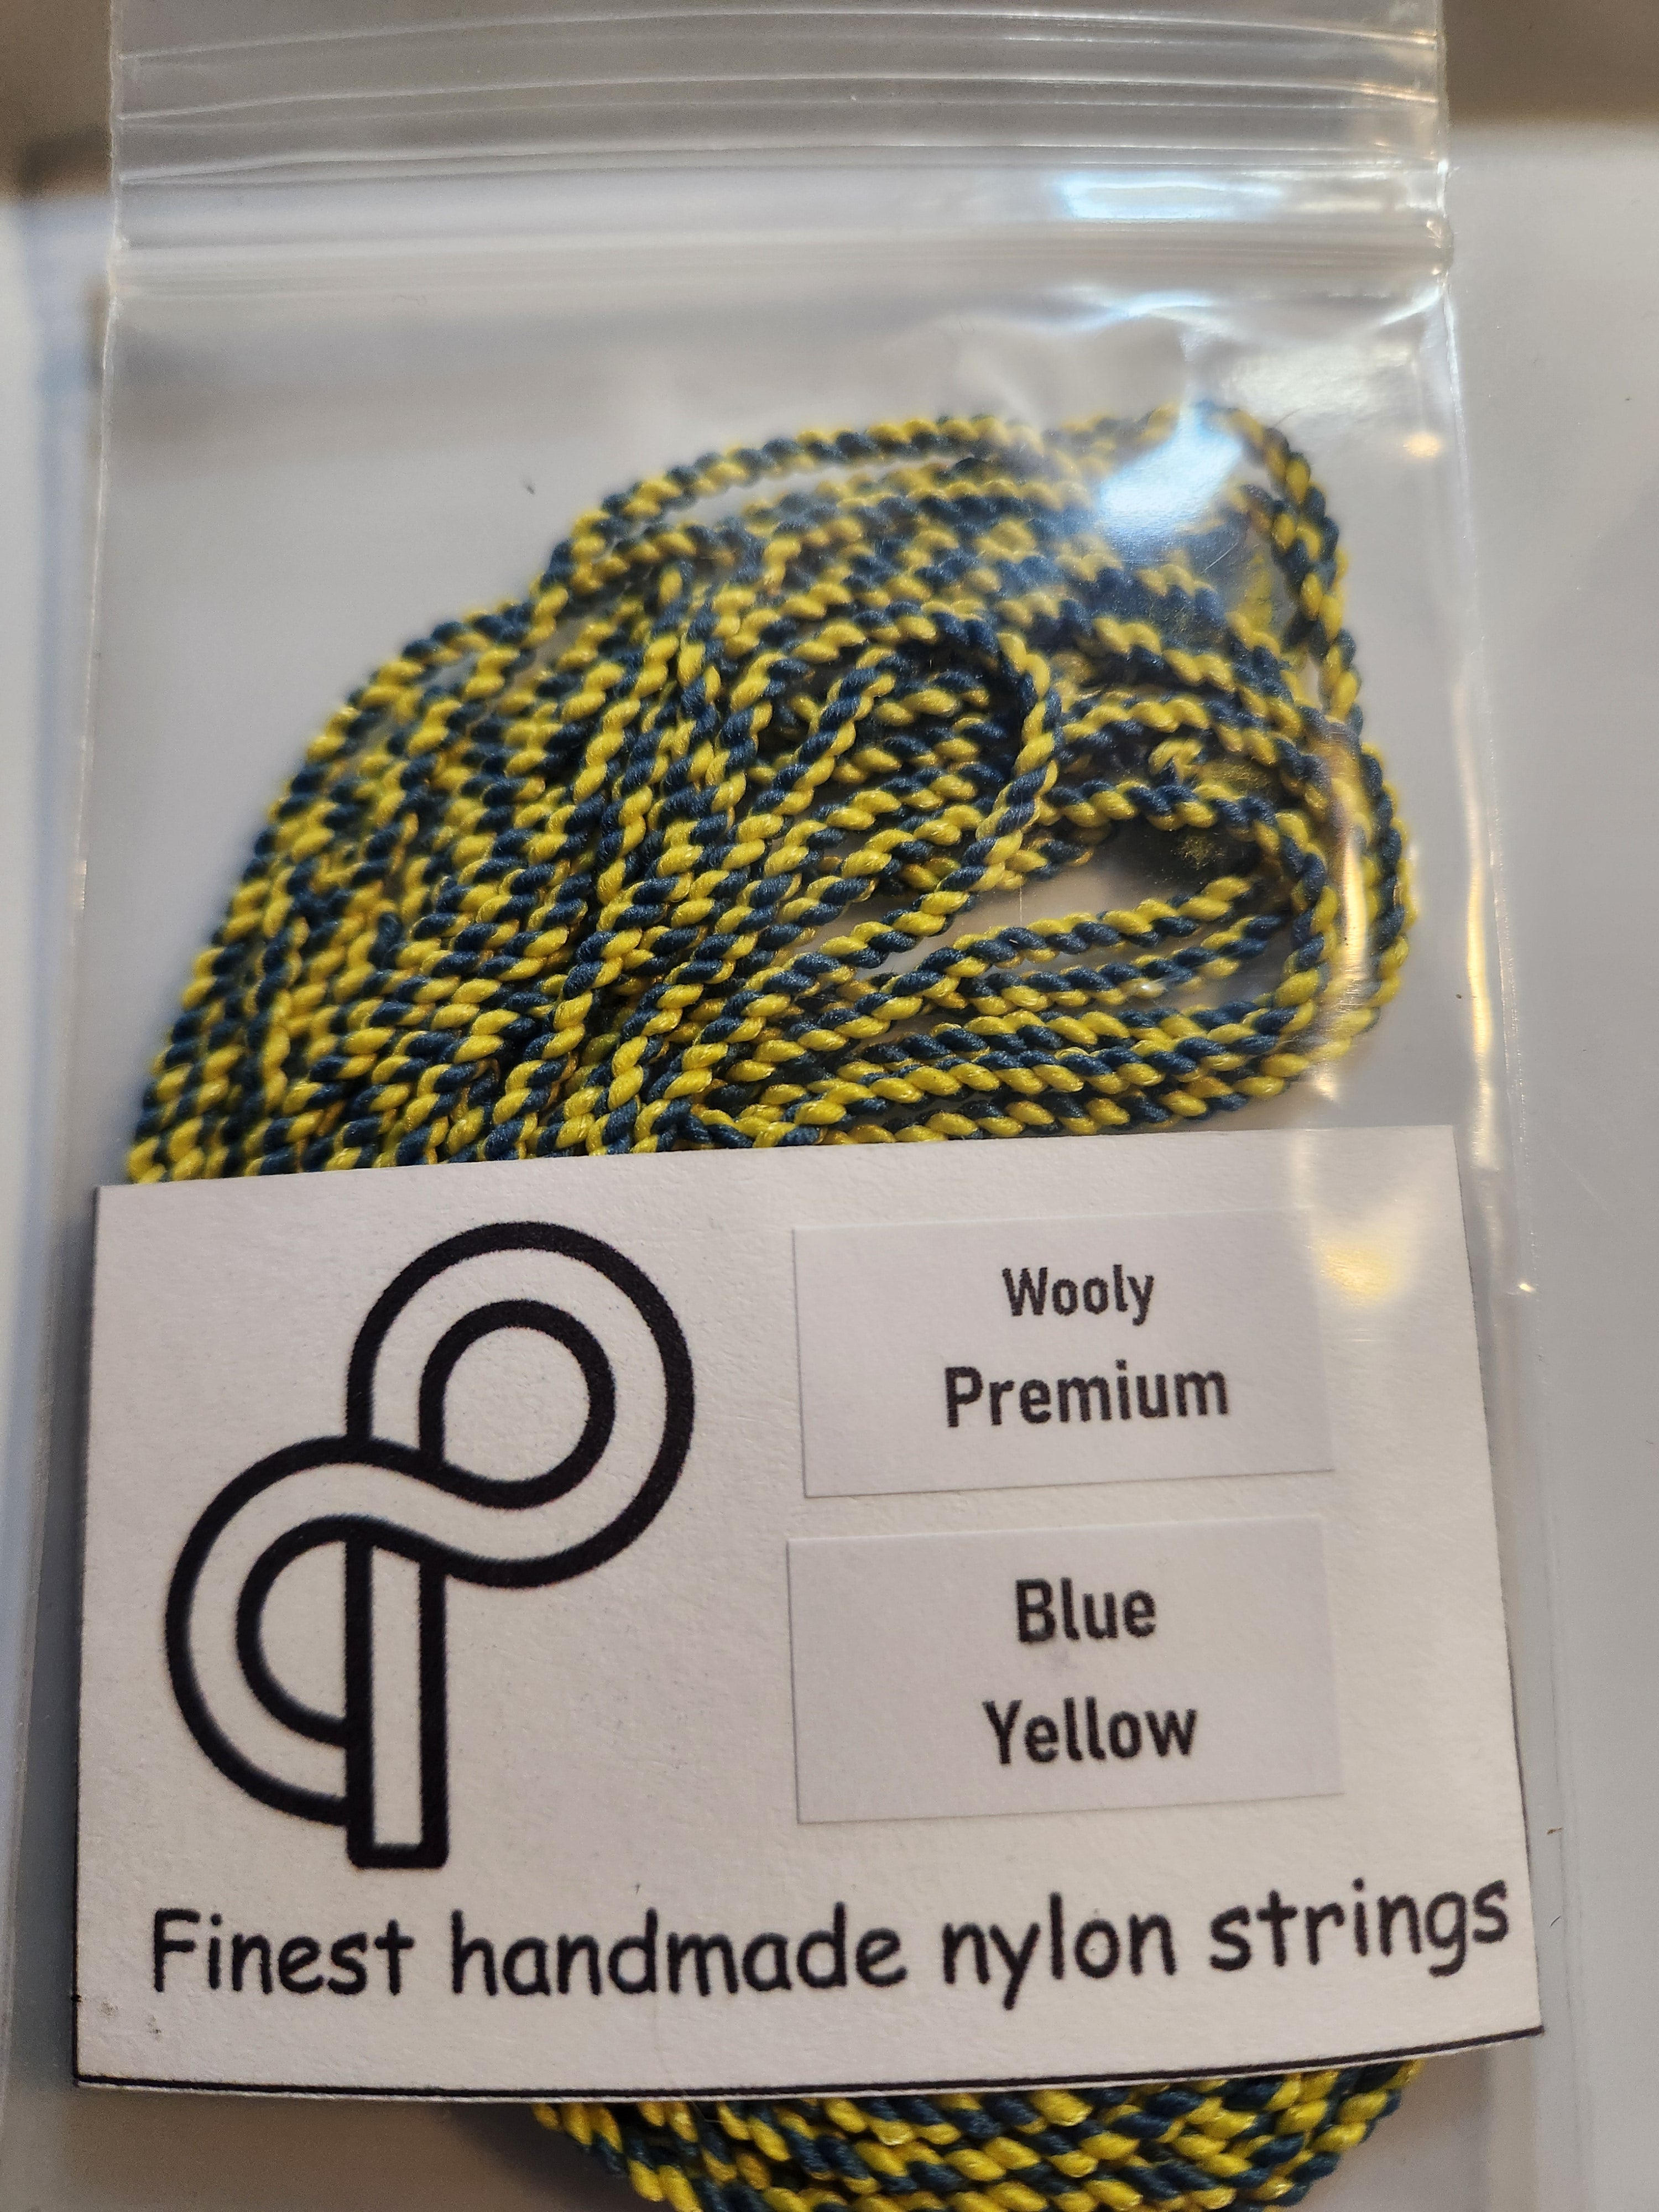 Wooly
Premium
Blue
Yellow
Finest handmade nylon strings